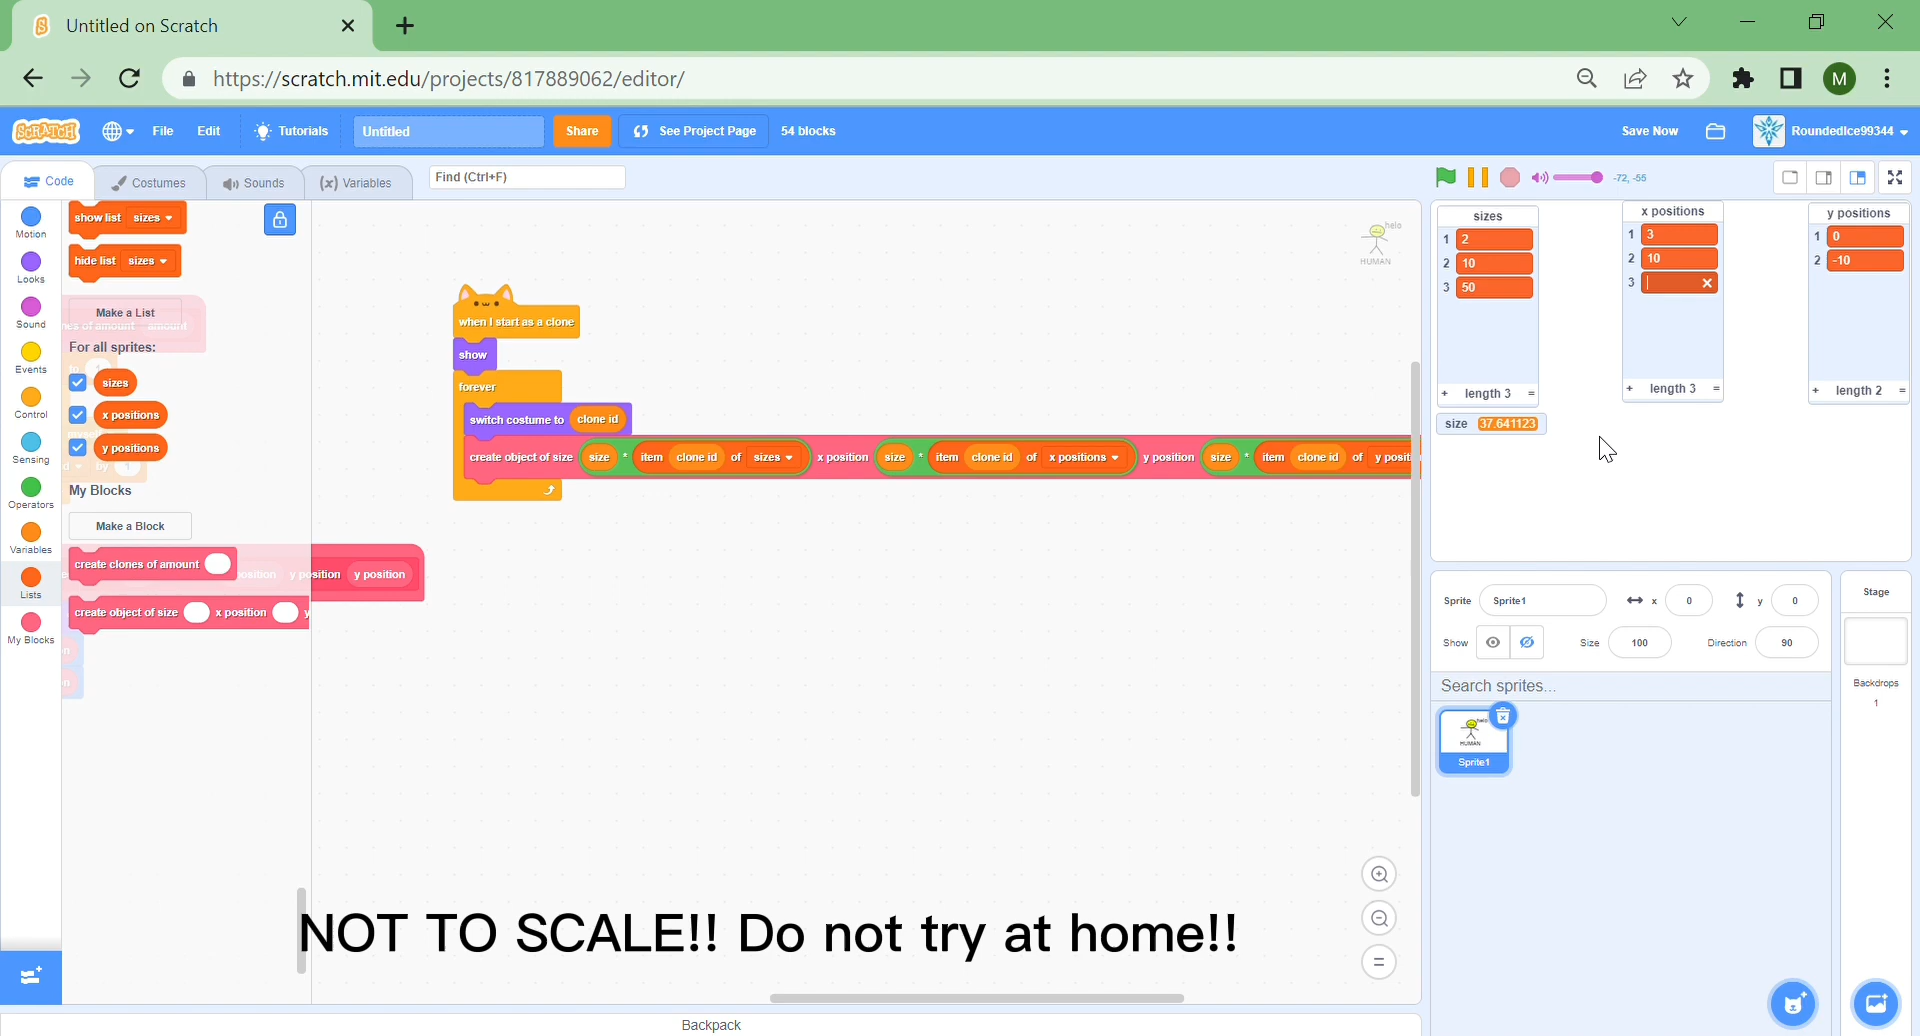 Untitled on Scratch
https://scratch.mit.edu/projects/817889062/editor/
M
SCRATCH
File
Edit
Tutorials
Untitled
Share
See Project Page
54 blocks
Save Now
RoundedIce99344
Code
Costumes
Sounds
(x) Variables
Find (Ctrl+F)
-72, -55
Motion
Looks
Sound
Events
Control
Sensing
Operators
Variables
Lists
My Blocks
show list sizes
hide list sizes
Make a List
For all sprites:
sizes
x positions
y positions
My Blocks
Make a Block
create clones of amount
create object of size x position y
y position y position
helo
HUMAN
when I start as a clone
show
forever
switch costume to clone id
create object of size size * item clone id of sizes x position size * item clone id of x positions y position size * item clone id of y posit
sizes
1 2
2 10
3 50
+ length 3 =
size 37.641123
x positions
1 3
2 10
3
+ length 3 =
y positions
1 0
2 -10
+ length 2 =
Sprite Sprite1 x 0 y 0
Show Size 100 Direction 90
Search sprites...
HUMAN
Sprite1
Stage
Backdrops
1
NOT TO SCALE!! Do not try at home!!
Backpack